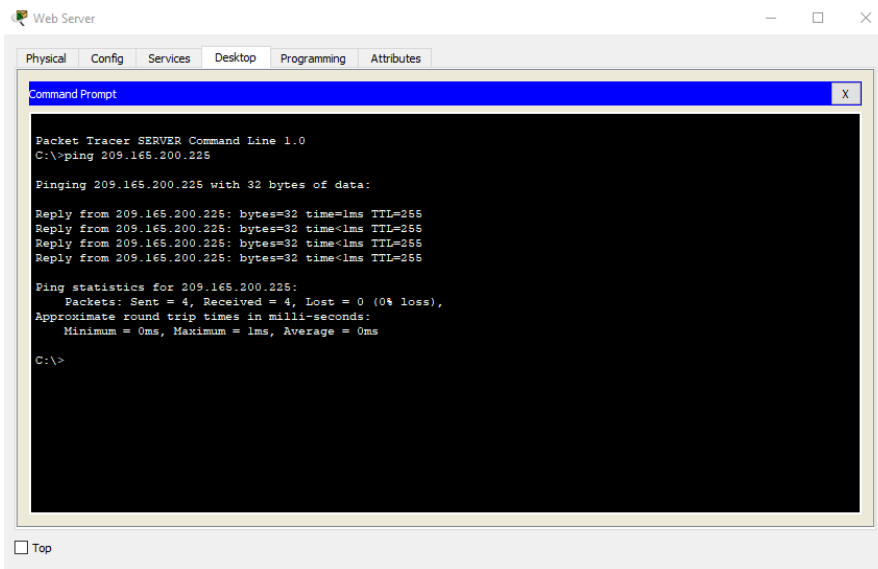 Web Server
Physical Config Services Desktop Programming Attributes
Command Prompt X
Packet Tracer SERVER Command Line 1.0
C:\>ping 209.165.200.225
Pinging 209.165.200.225 with 32 bytes of data:
Reply from 209.165.200.225: bytes=32 time=1ms TTL=255
Reply from 209.165.200.225: bytes=32 time<1ms TTL=255
Reply from 209.165.200.225: bytes=32 time<1ms TTL=255
Reply from 209.165.200.225: bytes=32 time<1ms TTL=255
Ping statistics for 209.165.200.225:
Packets: Sent = 4, Received = 4, Lost = 0 (0% loss),
Approximate round trip times in milli-seconds:
Minimum = 0ms, Maximum = 1ms, Average = 0ms
C:\>
Top